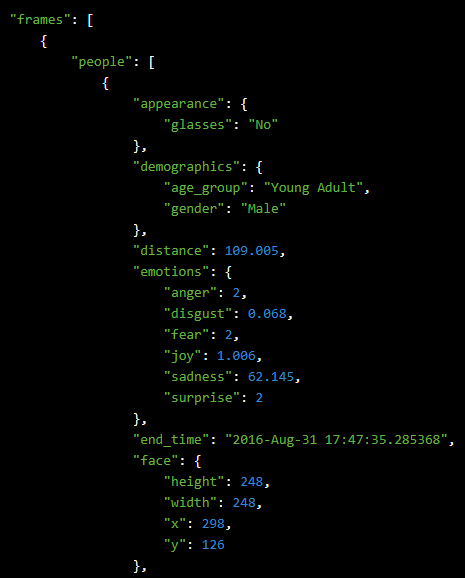 "frames": [
{
"people": [
{
"appearance": {
"glasses": "No"
},
"demographics": {
"age_group": "Young Adult",
"gender": "Male"
},
"distance": 109.005,
"emotions": {
"anger": 2,
"disgust": 0.068,
"fear": 2,
"joy": 1.006,
"sadness": 62.145,
"surprise": 2
},
"end_time": "2016-Aug-31 17:47:35.285368",
"face": {
"height": 248,
"width": 248,
"x": 298,
"y": 126
},